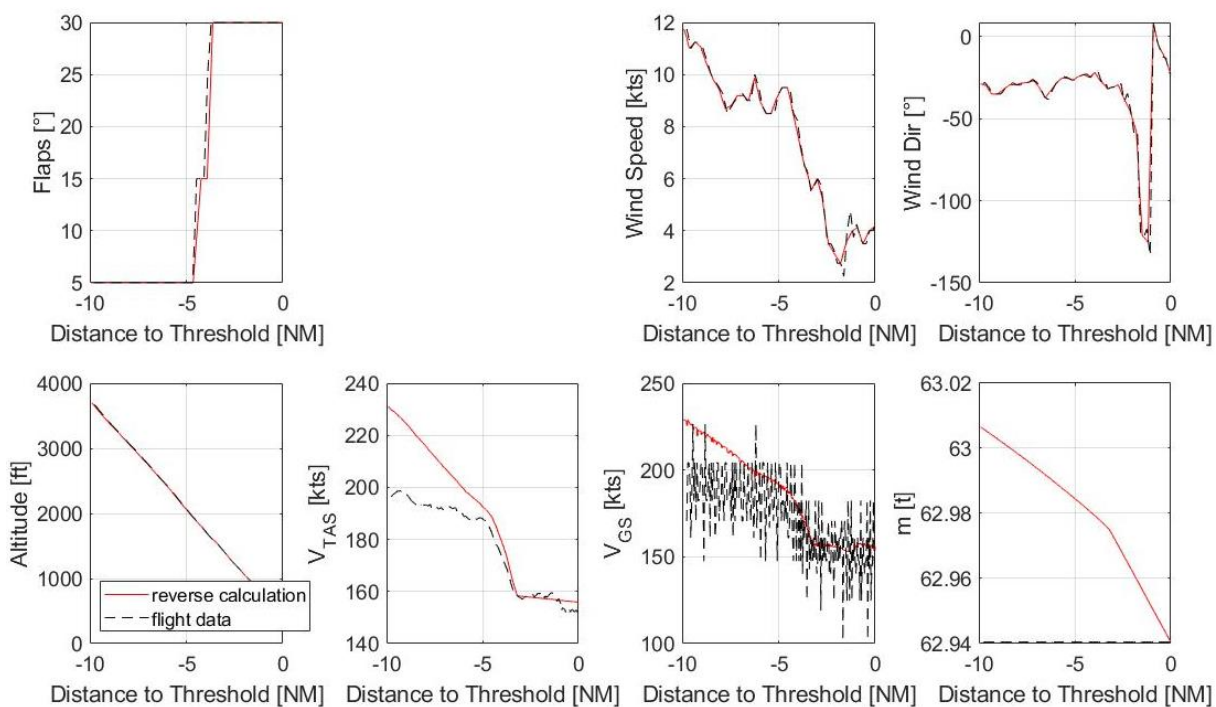 30
25
20
15
10
5
Flaps [°]
-10 -5 0
Distance to Threshold [NM]
12
10
8
6
4
2
Wind Speed [kts]
-10 -5 0
Distance to Threshold [NM]
0
-50
-100
-150
Wind Dir [°]
-10 -5 0
Distance to Threshold [NM]
4000
3000
2000
1000
0
Altitude [ft]
reverse calculation
flight data
-10 -5 0
Distance to Threshold [NM]
240
220
200
180
160
140
V_TAS [kts]
-10 -5 0
Distance to Threshold [NM]
250
200
150
100
V_GS [kts]
-10 -5 0
Distance to Threshold [NM]
63.02
63
62.98
62.96
62.94
m [t]
-10 -5 0
Distance to Threshold [NM]